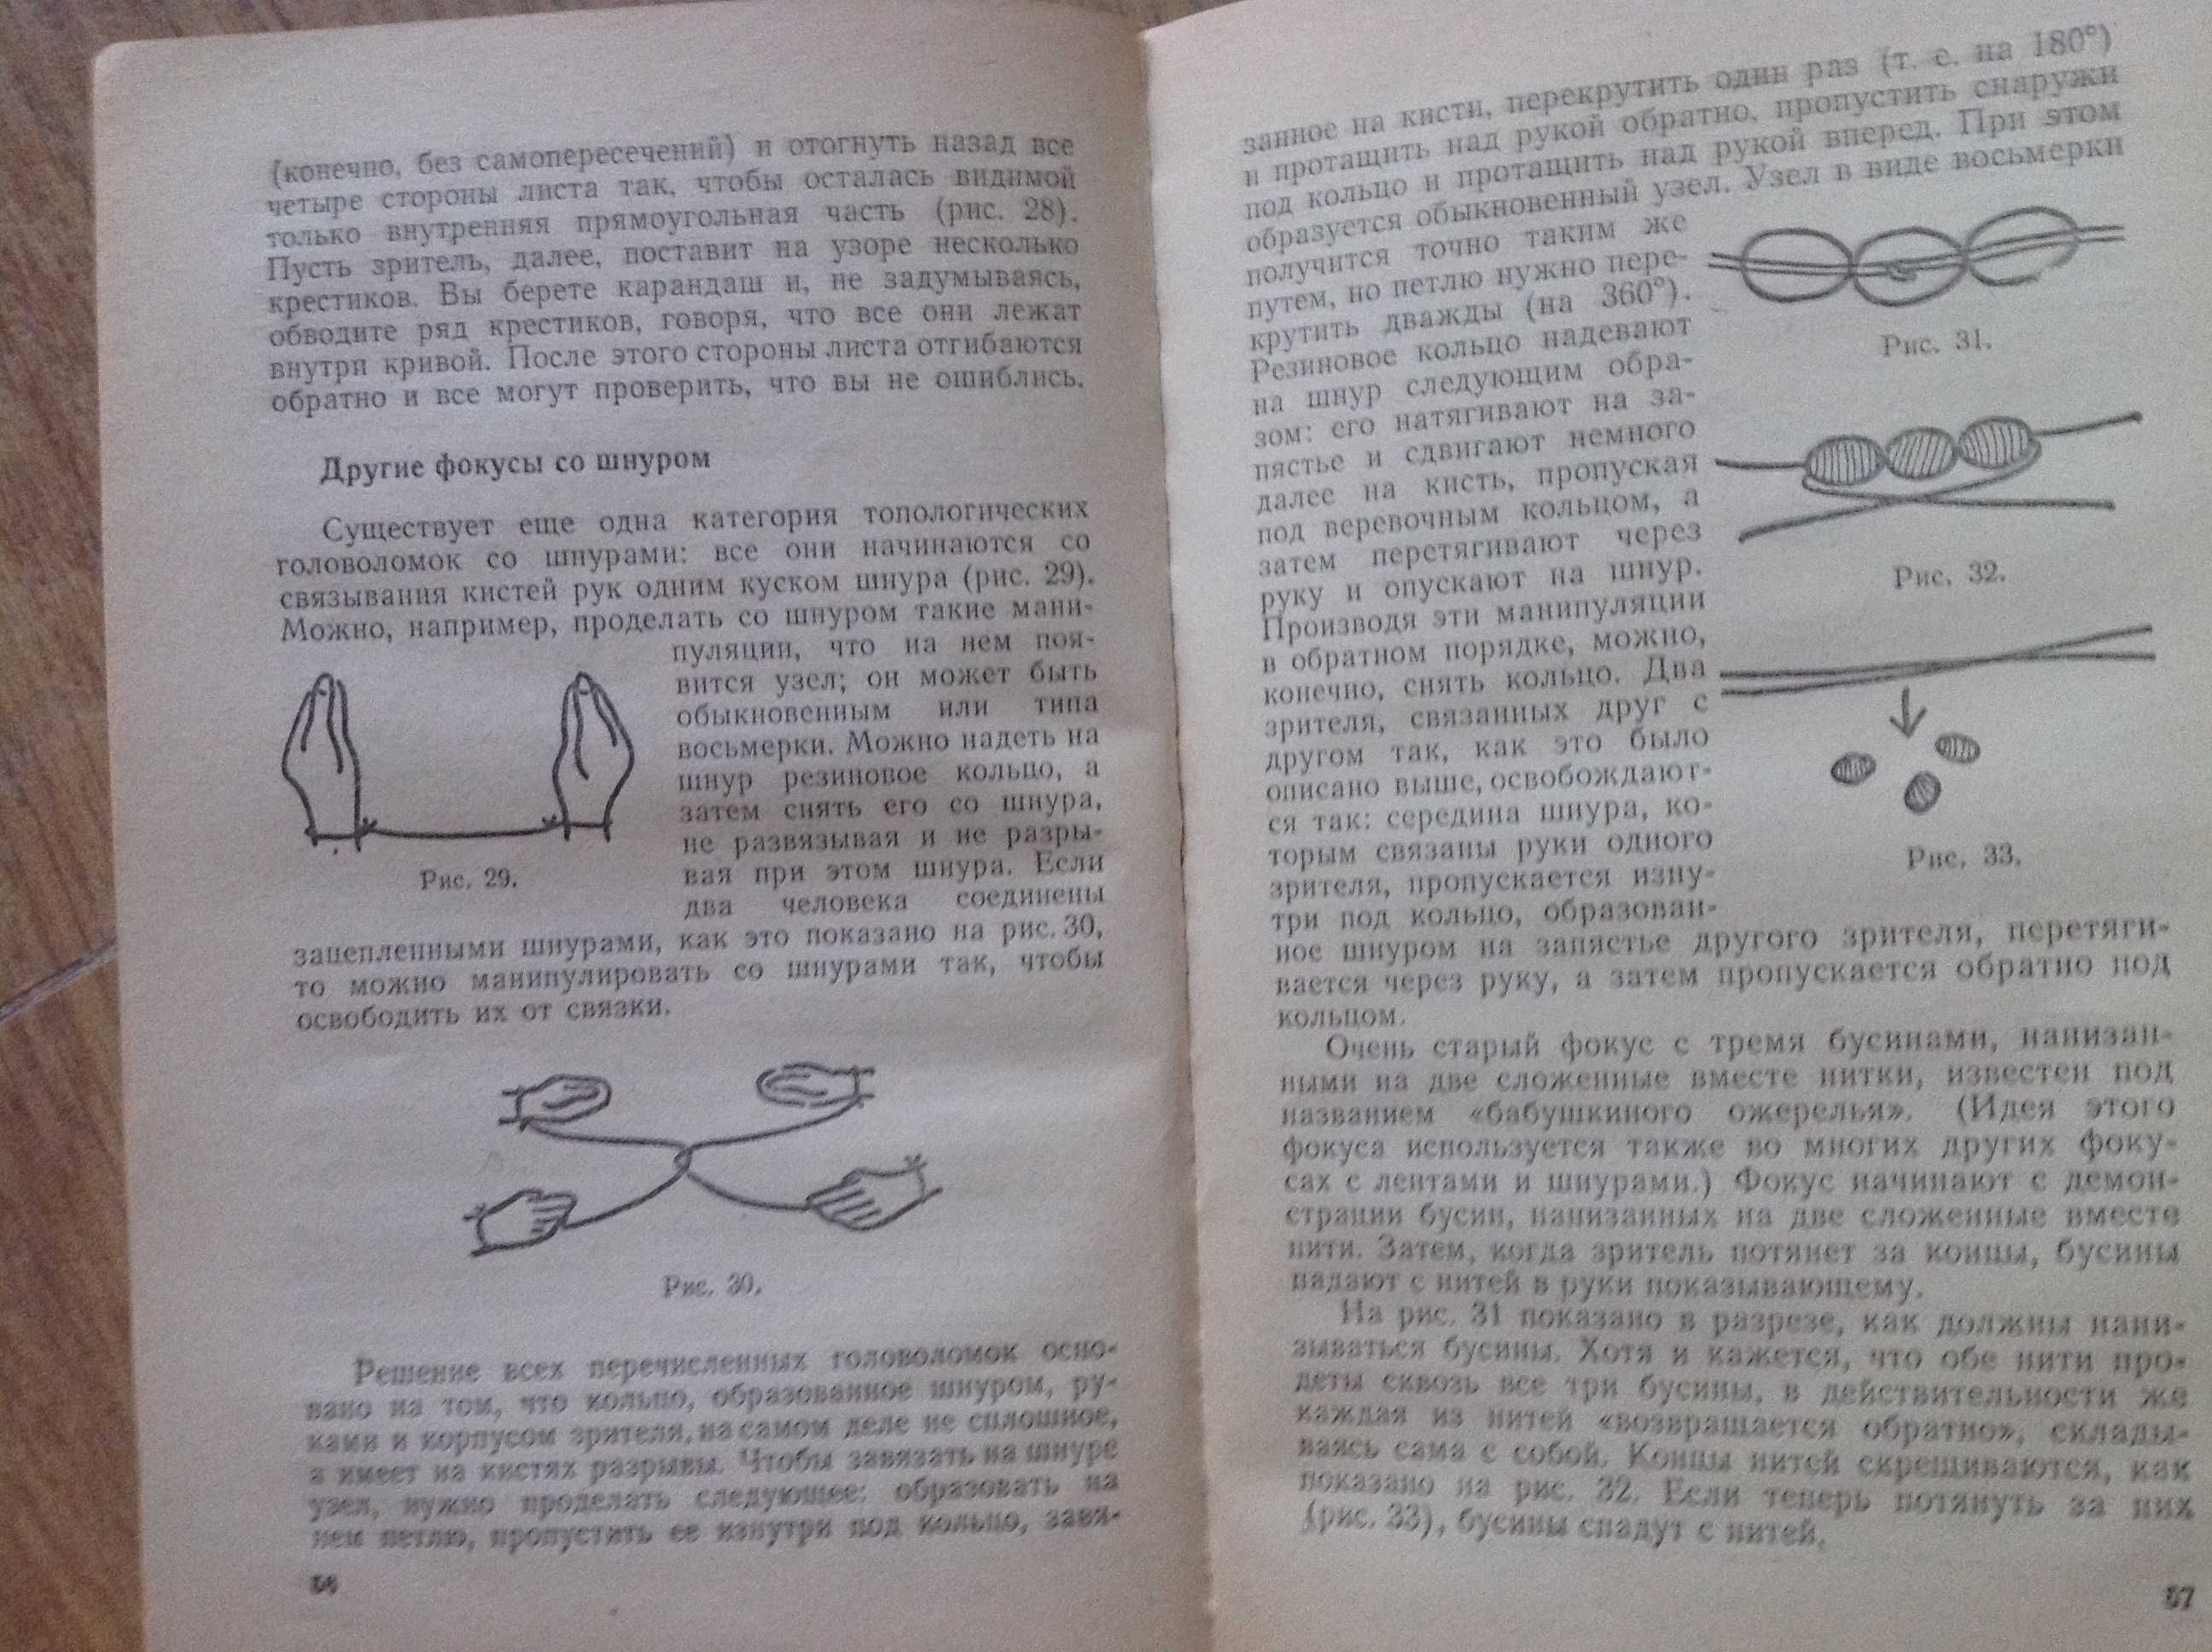 (конечно, без самопересечений) и отогнуть назад все
четыре стороны листа так, чтобы осталась видимой
только внутренняя прямоугольная часть (рис. 28).
Пусть зритель, далее, поставит на узоре несколько
крестиков. Вы берете карандаш и, не задумываясь,
обводите ряд крестиков, говоря, что все они лежат
внутри кривой. После этого стороны листа отгибаются
обратно и все могут проверить, что вы не ошиблись.
Другие фокусы со шнуром
Существует еще одна категория топологических
головоломок со шнурами: все они начинаются со
связывания кистей рук одним куском шнура (рис. 29).
Можно, например, проделать со шнуром такие мани-
пуляции, что на нем поя-
вится узел; он может быть
обыкновенным или типа
восьмерки. Можно надеть на
шнур резиновое кольцо, а
затем снять его со шнура,
не развязывая и не разры-
вая при этом шнура. Если
два человека соединены
Рис. 29.
зацепленными шнурами, как это показано на рис. 30,
то можно манипулировать со шнурами так, чтобы
освободить их от связки.
Рис. 30.
Решение всех перечисленных головоломок осно-
вано на том, что кольцо, образованное шнуром, ру-
ками и корпусом зрителя, на самом деле не сплошное,
а имеет на кистях разрывы. Чтобы завязать на шнуре
узел, нужно проделать следующее: образовать на
нем петлю, пропустить ее изнутри под кольцо, завя-
56
занное на кисти, перекрутить один раз (т. е. на 180°)
и протащить над рукой обратно, пропустить снаружи
под кольцо и протащить над рукой вперед. При этом
образуется обыкновенный узел. Узел в виде восьмерки
получится точно таким же
путем, но петлю нужно пере-
крутить дважды (на 360°).
Резиновое кольцо надевают
на шнур следующим обра-
зом: его натягивают на за-
пястье и сдвигают немного
далее на кисть, пропуская
под веревочным кольцом, а
затем перетягивают через
руку и опускают на шнур.
Производя эти манипуляции
в обратном порядке, можно,
конечно, снять кольцо. Два
зрителя, связанных друг с
другом так, как это было
описано выше, освобождают-
ся так: середина шнура, ко-
торым связаны руки одного
зрителя, пропускается изну-
три под кольцо, образован-
Рис. 31.
Рис. 32.
Рис. 33.
ное шнуром на запястье другого зрителя, перетяги-
вается через руку, а затем пропускается обратно под
кольцом.
Очень старый фокус с тремя бусинами, нанизан-
ными на две сложенные вместе нитки, известен под
названием «бабушкиного ожерелья». (Идея этого
фокуса используется также во многих других фоку-
сах с лентами и шнурами.) Фокус начинают с демон-
страции бусин, нанизанных на две сложенные вместе
нити. Затем, когда зритель потянет за концы, бусины
падают с нитей в руки показывающему.
На рис. 31 показано в разрезе, как должны нани-
зываться бусины. Хотя и кажется, что обе нити про-
деты сквозь все три бусины, в действительности же
каждая из нитей «возвращается обратно», склады-
ваясь сама с собой. Концы нитей скрещиваются, как
показано на рис. 32. Если теперь потянуть за них
(рис. 33), бусины спадут с нитей.
57